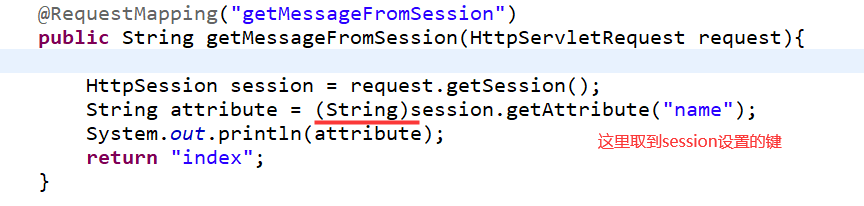 @RequestMapping("getMessageFromSession")
public String getMessageFromSession(HttpServletRequest request){
HttpSession session = request.getSession();
String attribute = (String)session.getAttribute("name");
System.out.println(attribute);
这里取到session设置的键
return "index";
}